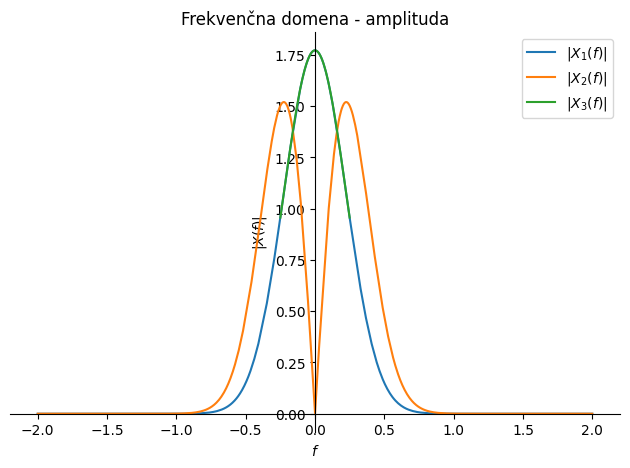 Frekvenčna domena - amplituda
|X₁(f)|
|X₂(f)|
|X₃(f)|
1.75
1.50
1.25
1.00
|X(f)|
0.75
0.50
0.25
0.00
−2.0 −1.5 −1.0 −0.5 0.0 0.5 1.0 1.5 2.0
f